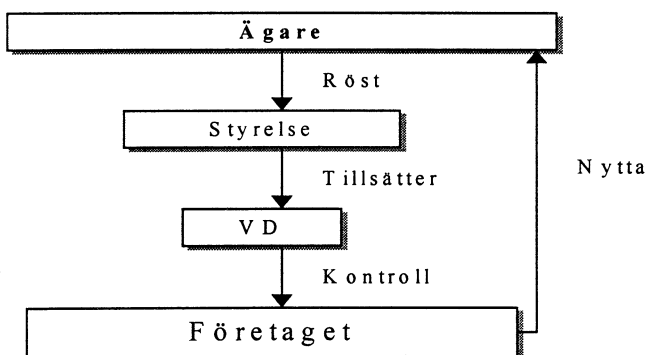 Ägare
Röst
Styrelse
Tillsätter
Nytta
VD
Kontroll
Företaget